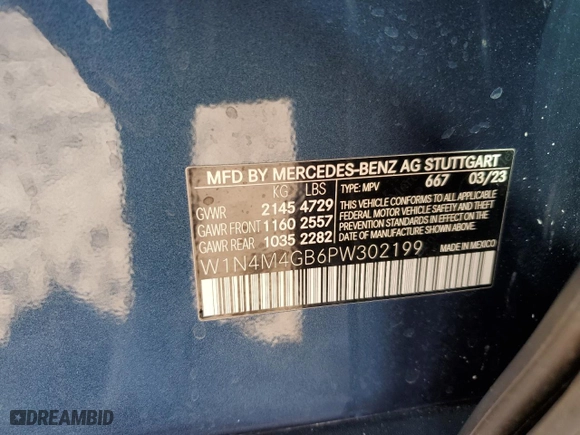 MFD BY MERCEDES-BENZ AG STUTTGART
KG LBS TYPE: MPV 667 03/23
GVWR 2145 4729
GAWR FRONT 1160 2557
GAWR REAR 1035 2282
THIS VEHICLE CONFORMS TO ALL APPLICABLE
FEDERAL MOTOR VEHICLE SAFETY AND THEFT
PREVENTION STANDARDS IN EFFECT ON THE DATE
OF MANUFACTURE SHOWN ABOVE.
MADE IN MEXICO
W1N4M4GB6PW302199
DREAMBID